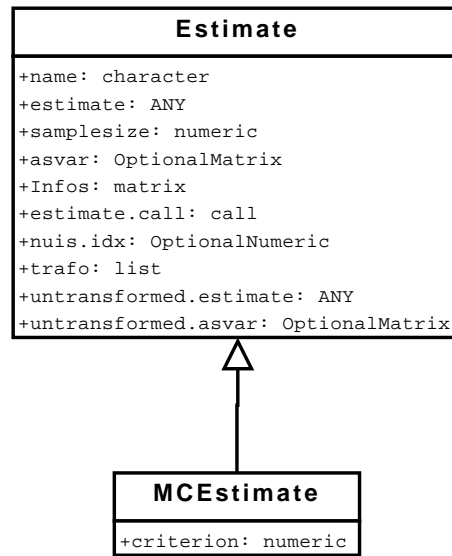 Estimate
+name: character
+estimate: ANY
+samplesize: numeric
+asvar: OptionalMatrix
+Infos: matrix
+estimate.call: call
+nuis.idx: OptionalNumeric
+trafo: list
+untransformed.estimate: ANY
+untransformed.asvar: OptionalMatrix
MCEstimate
+criterion: numeric